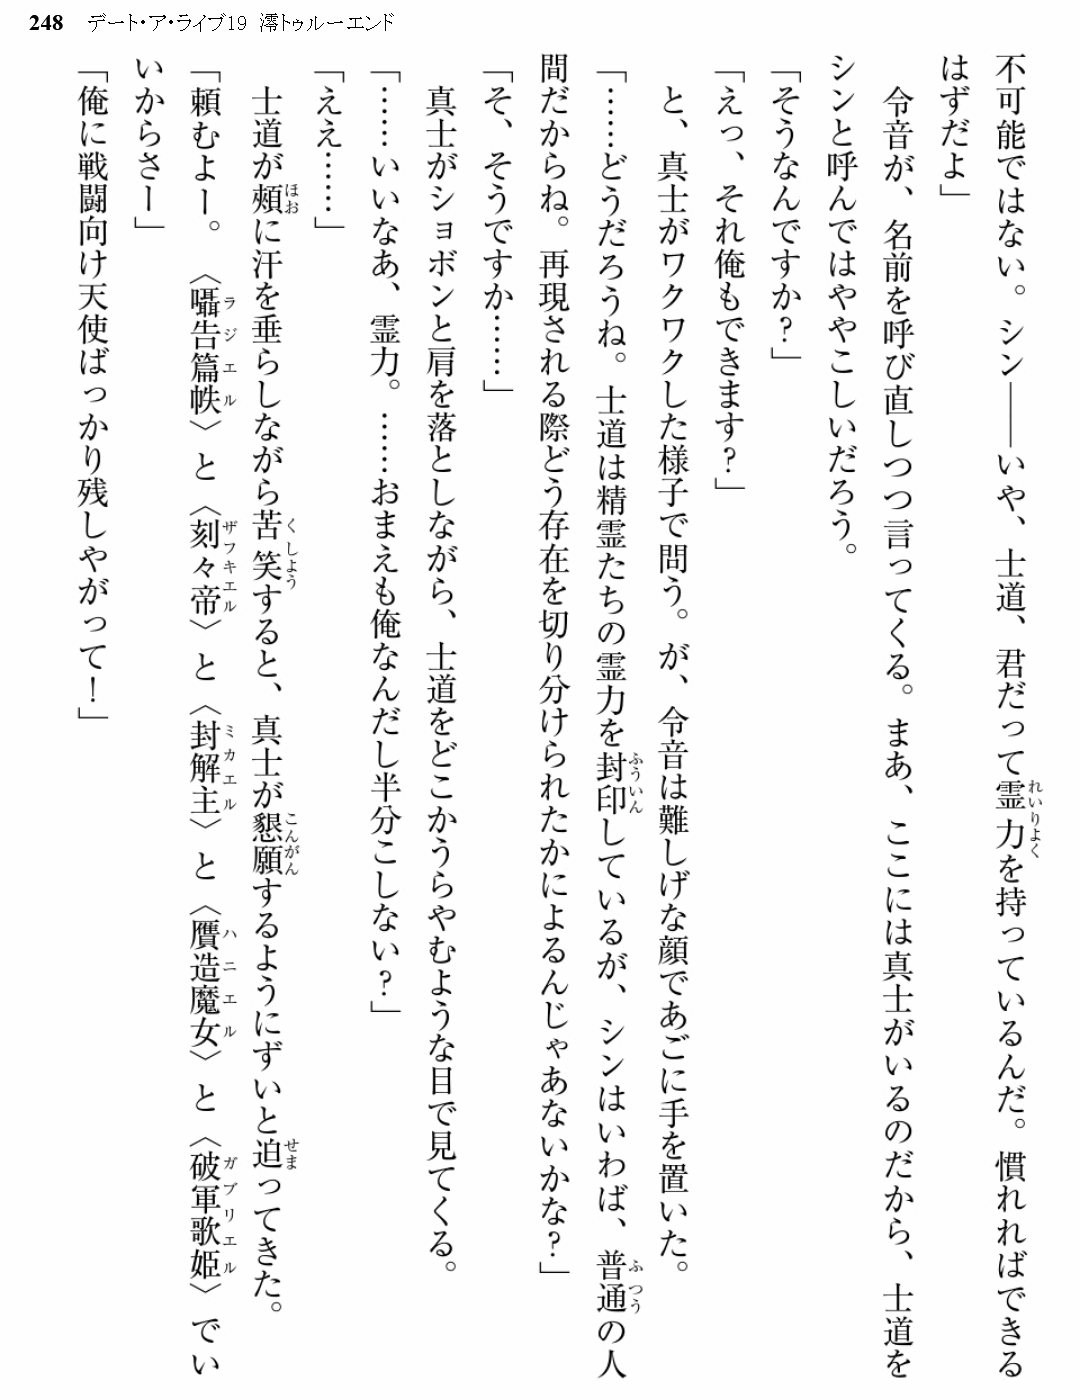 248 デート・ア・ライブ19 澪トゥルーエンド
不可能ではない。シン――いや、士道、君だって霊力を持っているんだ。慣れればできる
はずだよ」
　令音が、名前を呼び直しつつ言ってくる。まあ、ここには真士がいるのだから、士道を
シンと呼んではややこしいだろう。
「そうなんですか？」
「えっ、それ俺もできます？」
　と、真士がワクワクした様子で問う。が、令音は難しげな顔であごに手を置いた。
「……どうだろうね。士道は精霊たちの霊力を封印しているが、シンはいわば、普通の人
間だからね。再現される際どう存在を切り分けられたかによるんじゃあないかな？」
「そ、そうですか……」
　真士がションボンと肩を落としながら、士道をどこかうらやむような目で見てくる。
「……いいなあ、霊力。……おまえも俺なんだし半分こしない？」
「ええ……」
　士道が頬に汗を垂らしながら苦笑すると、真士が懇願するようにずいと迫ってきた。
「頼むよー。〈囁告篇帙〉と〈刻々帝〉と〈封解主〉と〈贋造魔女〉と〈破軍歌姫〉でい
いからさー」
「俺に戦闘向け天使ばっかり残しやがって！」